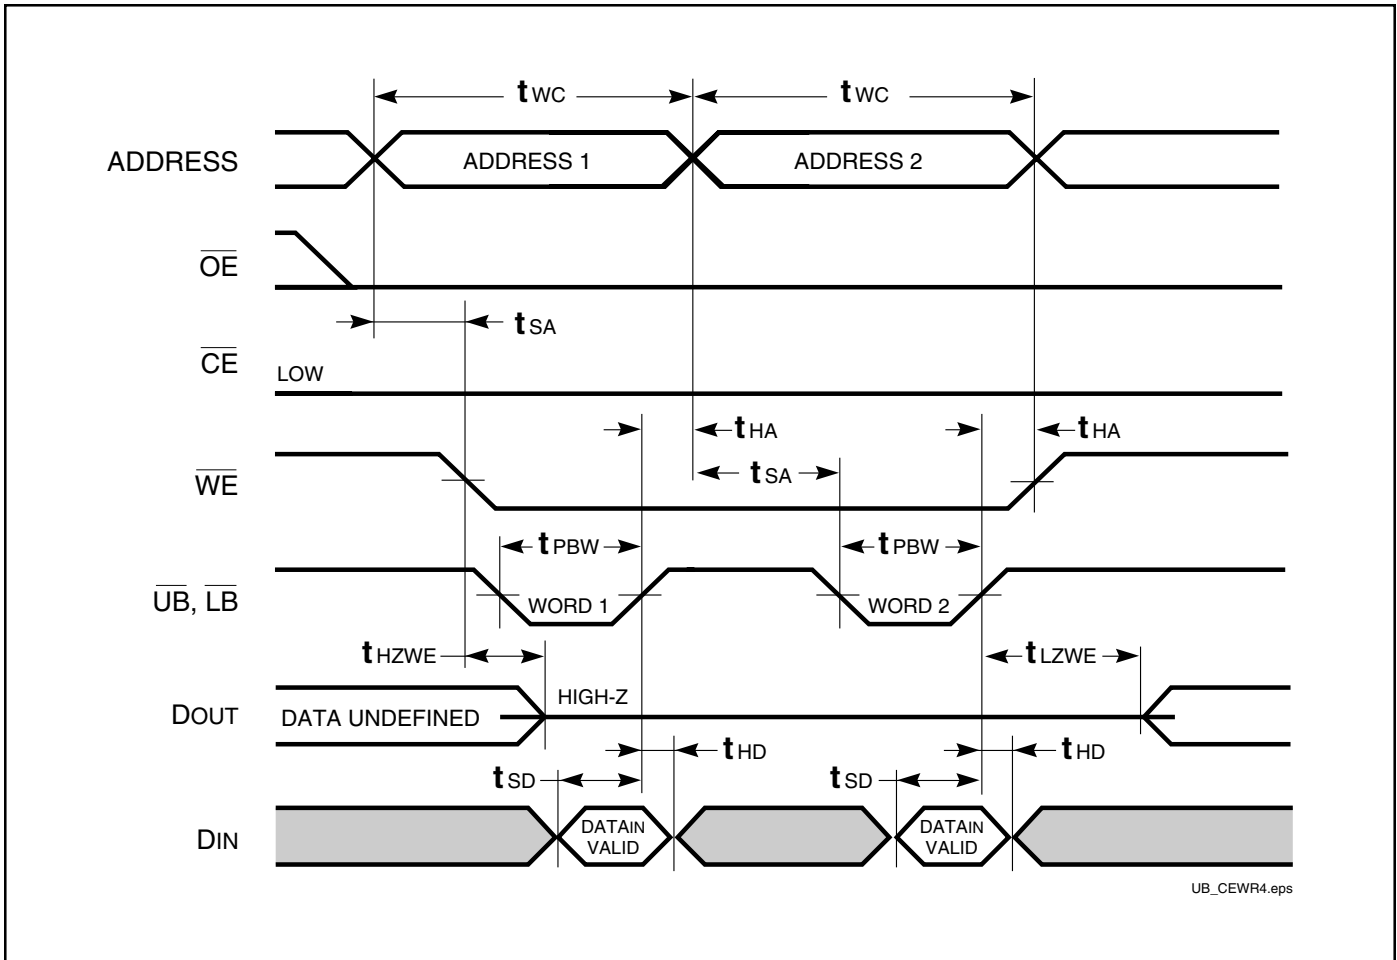 tWC tWC
ADDRESS ADDRESS 1 ADDRESS 2
OE
tSA
CE LOW
tHA tHA
WE tSA
tPBW tPBW
UB, LB WORD 1 WORD 2
tHZWE tLZWE
HIGH-Z
DOUT DATA UNDEFINED
tHD tHD
tSD tSD
DIN DATAIN VALID DATAIN VALID
UB_CEWR4.eps